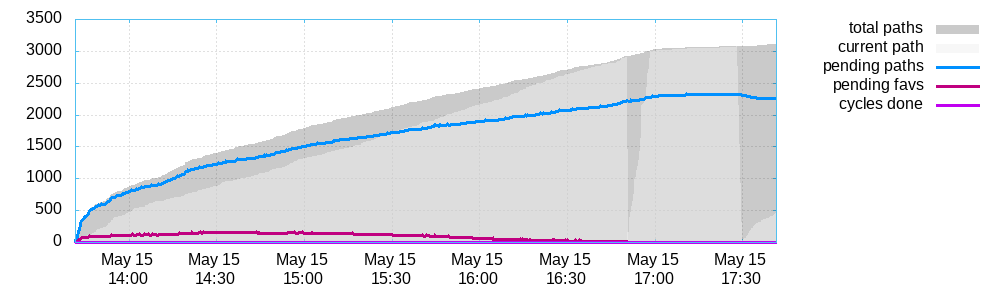 3500
3000
2500
2000
1500
1000
500
0
May 15 May 15 May 15 May 15 May 15 May 15 May 15 May 15
14:00 14:30 15:00 15:30 16:00 16:30 17:00 17:30
total paths
current path
pending paths
pending favs
cycles done